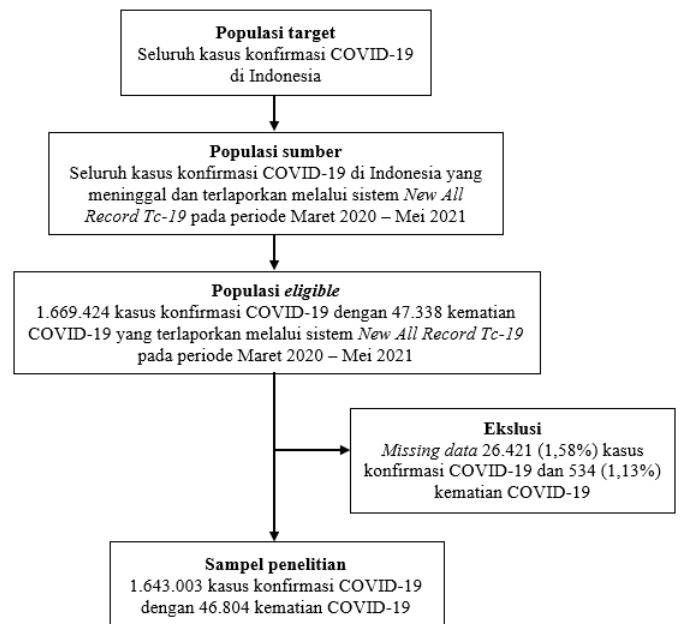 Populasi target
Seluruh kasus konfirmasi COVID-19
di Indonesia
Populasi sumber
Seluruh kasus konfirmasi COVID-19 di Indonesia yang
meninggal dan terlaporkan melalui sistem New All
Record Tc-19 pada periode Maret 2020 – Mei 2021
Populasi eligible
1.669.424 kasus konfirmasi COVID-19 dengan 47.338 kematian
COVID-19 yang terlaporkan melalui sistem New All Record Tc-19
pada periode Maret 2020 – Mei 2021
Ekslusi
Missing data 26.421 (1,58%) kasus
konfirmasi COVID-19 dan 534 (1,13%)
kematian COVID-19
Sampel penelitian
1.643.003 kasus konfirmasi COVID-19
dengan 46.804 kematian COVID-19